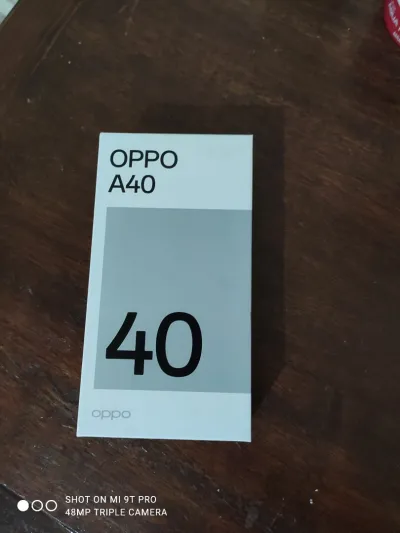 OPPO
A40
40
oppo
SHOT ON MI 9T PRO
48MP TRIPLE CAMERA